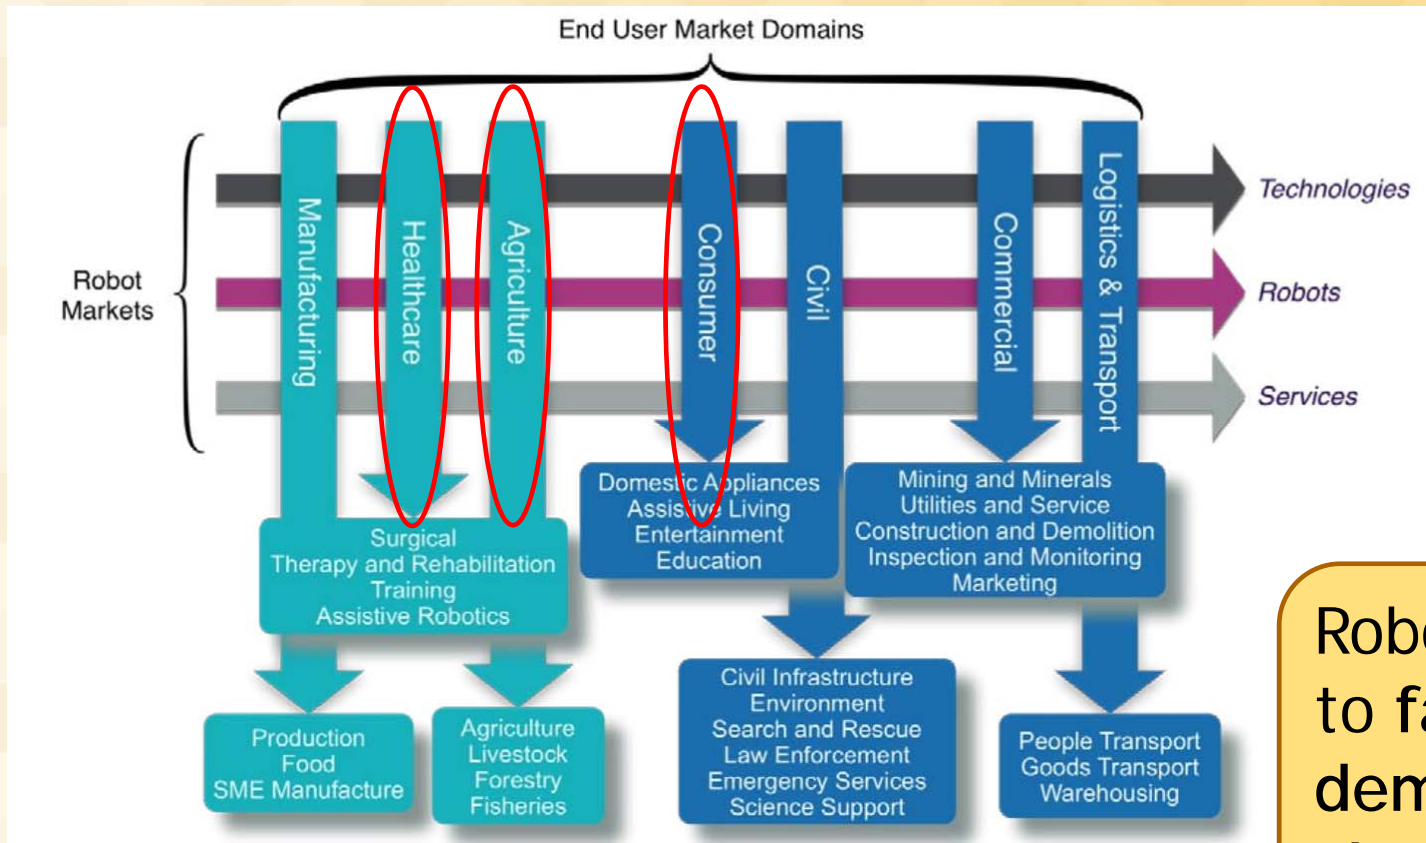 End User Market Domains
Robot
Markets
Manufacturing
Healthcare
Agriculture
Consumer
Civil
Commercial
Logistics & Transport
Technologies
Robots
Services
Surgical
Therapy and Rehabilitation
Training
Assistive Robotics
Domestic Appliances
Assistive Living
Entertainment
Education
Mining and Minerals
Utilities and Service
Construction and Demolition
Inspection and Monitoring
Marketing
Production
Food
SME Manufacture
Agriculture
Livestock
Forestry
Fisheries
Civil Infrastructure
Environment
Search and Rescue
Law Enforcement
Emergency Services
Science Support
People Transport
Goods Transport
Warehousing
to